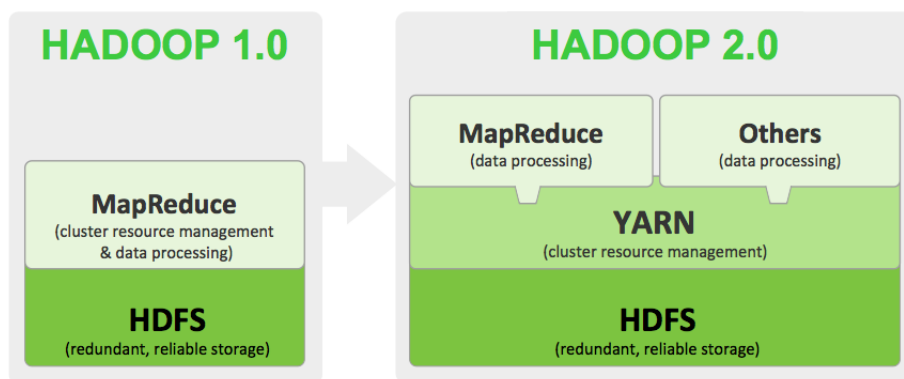 HADOOP 1.0
MapReduce
(cluster resource management
& data processing)
HDFS
(redundant, reliable storage)
HADOOP 2.0
MapReduce
(data processing)
Others
(data processing)
YARN
(cluster resource management)
HDFS
(redundant, reliable storage)